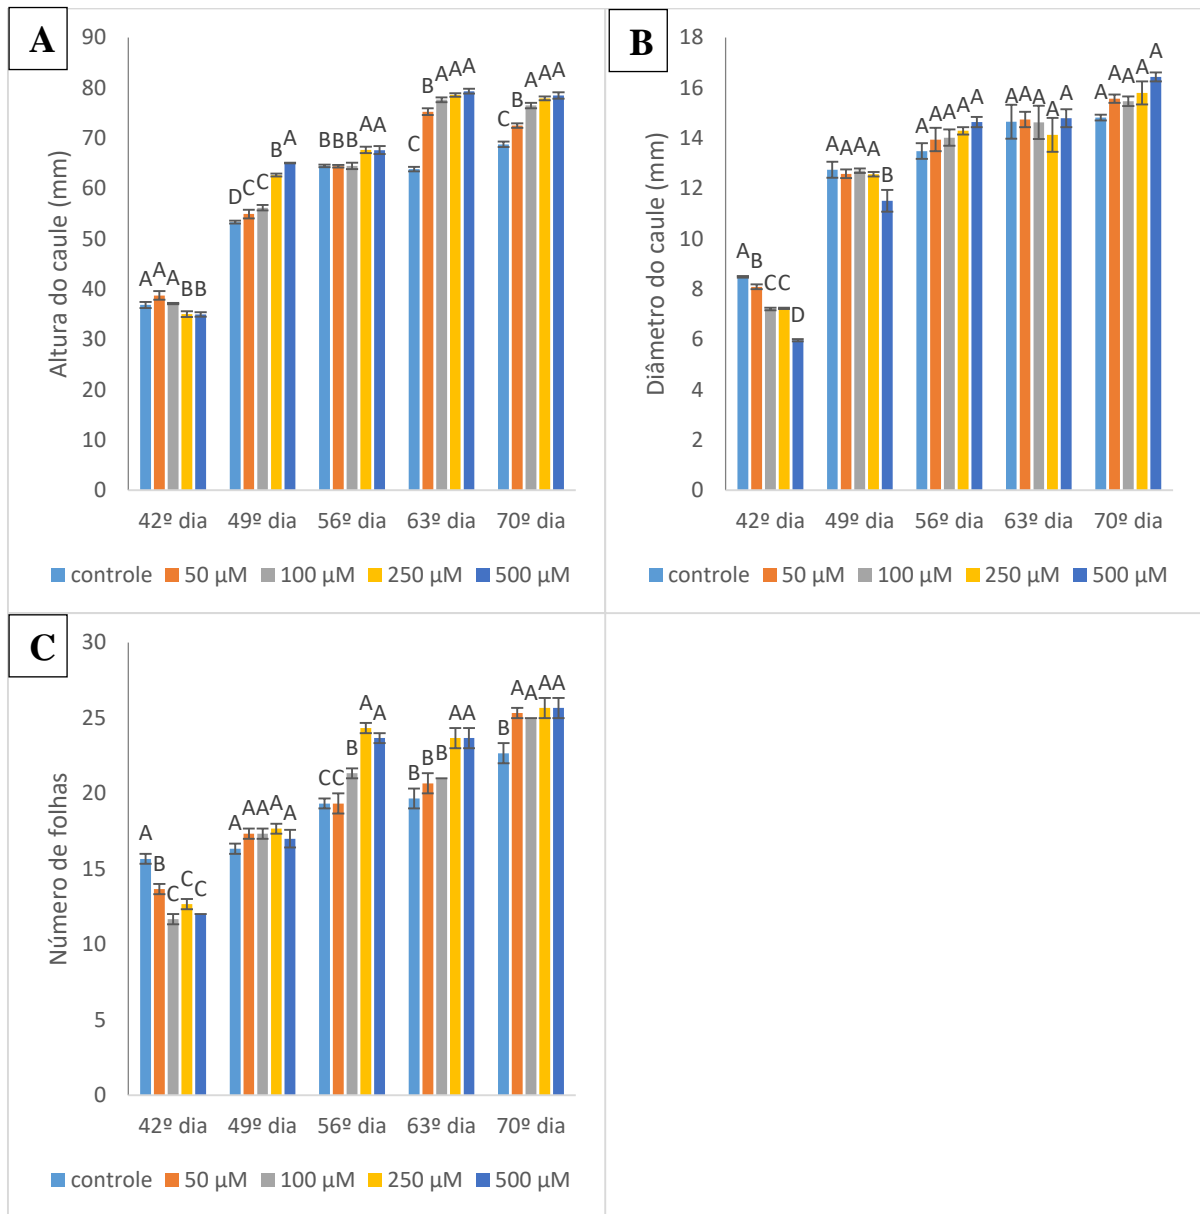 A
Altura do caule (mm)
90
80
70
60
50
40
30
20
10
0
A A A B B
D C C B A
B B B A A
C B A A A
C B A A A
42º dia 49º dia 56º dia 63º dia 70º dia
controle 50 µM 100 µM 250 µM 500 µM
B
Diâmetro do caule (mm)
18
16
14
12
10
8
6
4
2
0
A B C C D
A A A A B
A A A A A
A A A A A
A A A A A
42º dia 49º dia 56º dia 63º dia 70º dia
controle 50 µM 100 µM 250 µM 500 µM
C
Número de folhas
30
25
20
15
10
5
0
A B C C C
A A A A A
C C B A A
B B B A A
B A A A A
42º dia 49º dia 56º dia 63º dia 70º dia
controle 50 µM 100 µM 250 µM 500 µM